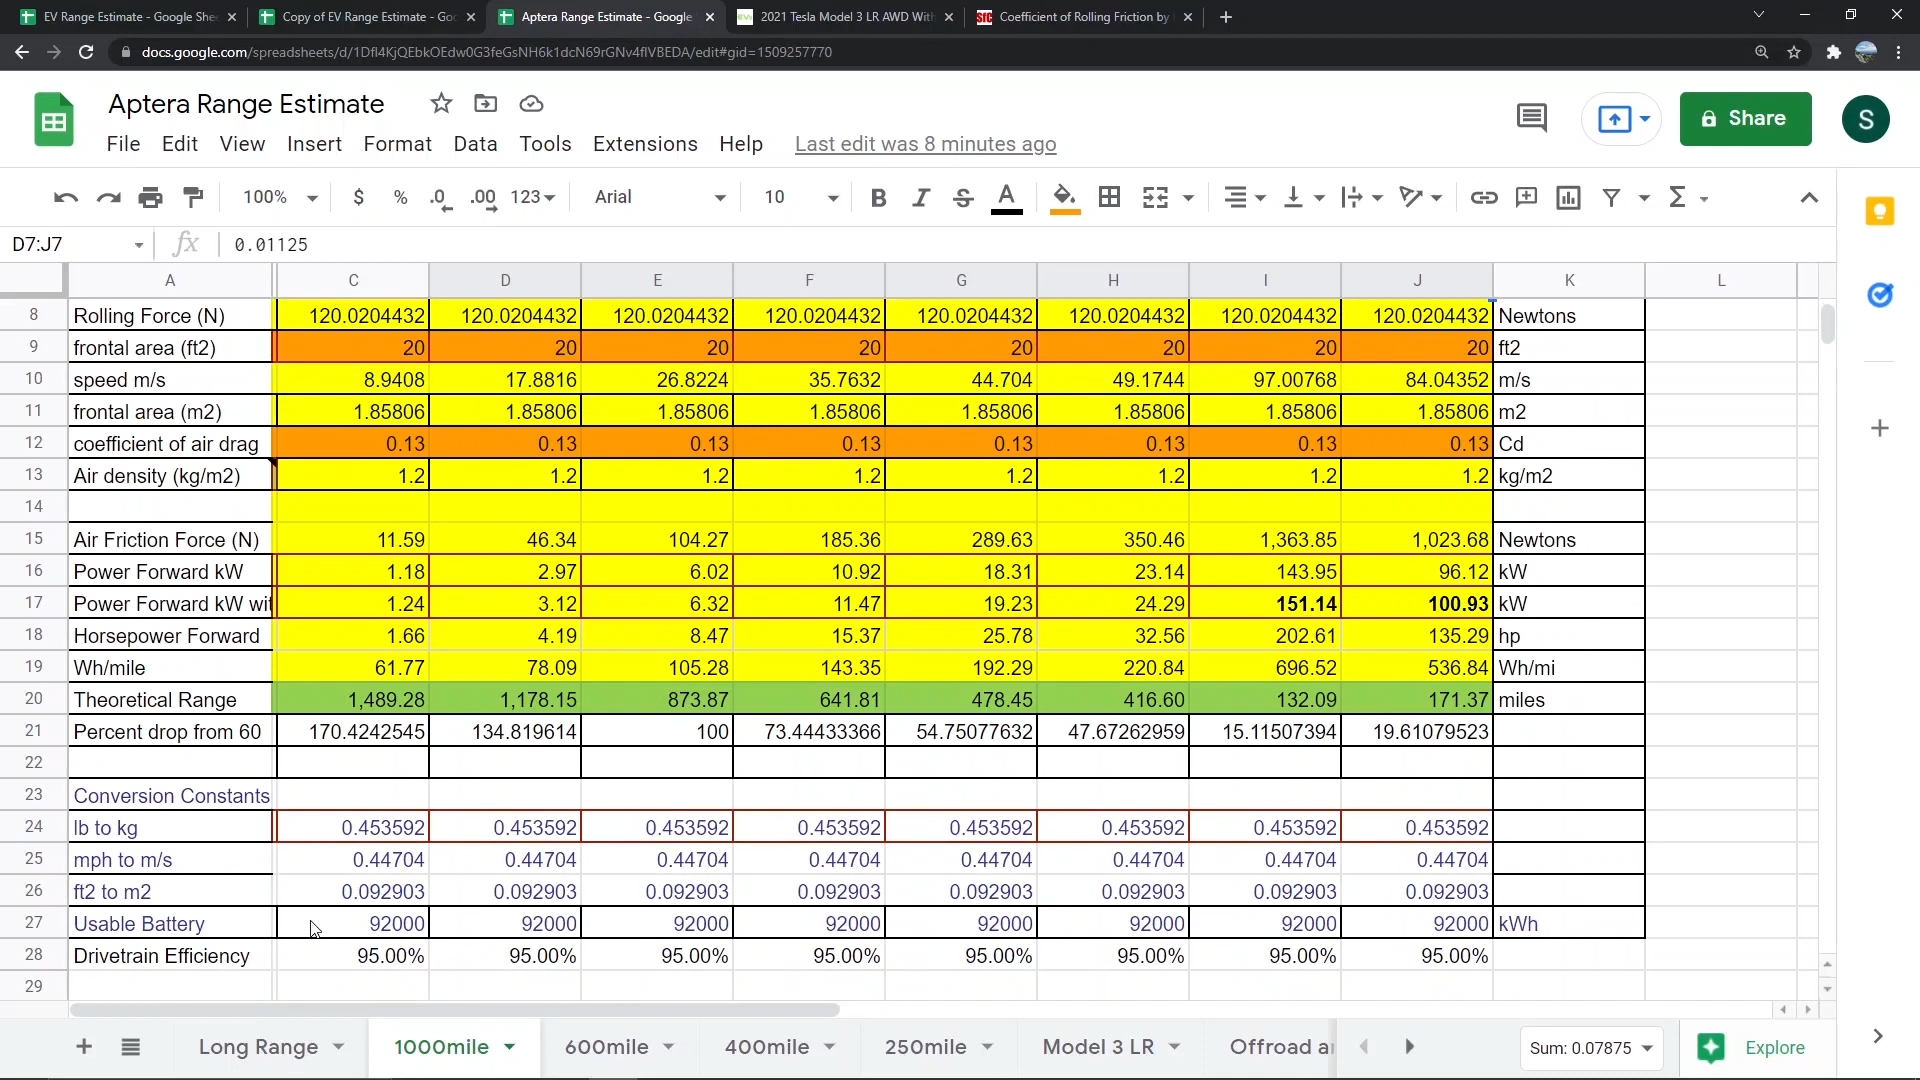 EV Range Estimate - Google She
Copy of EV Range Estimate - Goo
Aptera Range Estimate - Google
2021 Tesla Model 3 LR AWD With
SIC Coefficient of Rolling Friction by
docs.google.com/spreadsheets/d/1Dfl4KjQEbkOEdw0G3feGsNH6k1dcN69rGNv4flVBEDA/edit#gid=1509257770
Aptera Range Estimate
Share
S
File Edit View Insert Format Data Tools Extensions Help Last edit was 8 minutes ago
100% $ % .0 .00 123 Arial 10 B I S A
D7:J7 fx 0.01125
A C D E F G H I J K L
8 Rolling Force (N) 120.0204432 120.0204432 120.0204432 120.0204432 120.0204432 120.0204432 120.0204432 120.0204432 Newtons
9 frontal area (ft2) 20 20 20 20 20 20 20 20 ft2
10 speed m/s 8.9408 17.8816 26.8224 35.7632 44.704 49.1744 97.00768 84.04352 m/s
11 frontal area (m2) 1.85806 1.85806 1.85806 1.85806 1.85806 1.85806 1.85806 1.85806 m2
12 coefficient of air drag 0.13 0.13 0.13 0.13 0.13 0.13 0.13 0.13 Cd
13 Air density (kg/m2) 1.2 1.2 1.2 1.2 1.2 1.2 1.2 1.2 kg/m2
14
15 Air Friction Force (N) 11.59 46.34 104.27 185.36 289.63 350.46 1,363.85 1,023.68 Newtons
16 Power Forward kW 1.18 2.97 6.02 10.92 18.31 23.14 143.95 96.12 kW
17 Power Forward kW wit 1.24 3.12 6.32 11.47 19.23 24.29 151.14 100.93 kW
18 Horsepower Forward 1.66 4.19 8.47 15.37 25.78 32.56 202.61 135.29 hp
19 Wh/mile 61.77 78.09 105.28 143.35 192.29 220.84 696.52 536.84 Wh/mi
20 Theoretical Range 1,489.28 1,178.15 873.87 641.81 478.45 416.60 132.09 171.37 miles
21 Percent drop from 60 170.4242545 134.819614 100 73.44433366 54.75077632 47.67262959 15.11507394 19.61079523
22
23 Conversion Constants
24 lb to kg 0.453592 0.453592 0.453592 0.453592 0.453592 0.453592 0.453592 0.453592
25 mph to m/s 0.44704 0.44704 0.44704 0.44704 0.44704 0.44704 0.44704 0.44704
26 ft2 to m2 0.092903 0.092903 0.092903 0.092903 0.092903 0.092903 0.092903 0.092903
27 Usable Battery 92000 92000 92000 92000 92000 92000 92000 92000 kWh
28 Drivetrain Efficiency 95.00% 95.00% 95.00% 95.00% 95.00% 95.00% 95.00% 95.00%
29
Long Range 1000mile 600mile 400mile 250mile Model 3 LR Offroad a Sum: 0.07875 Explore